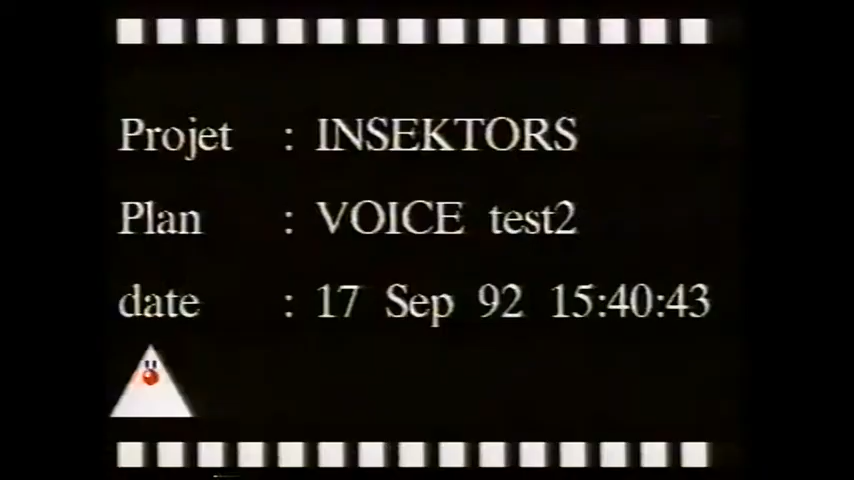 Projet : INSEKTORS
Plan : VOICE test2
date : 17 Sep 92 15:40:43